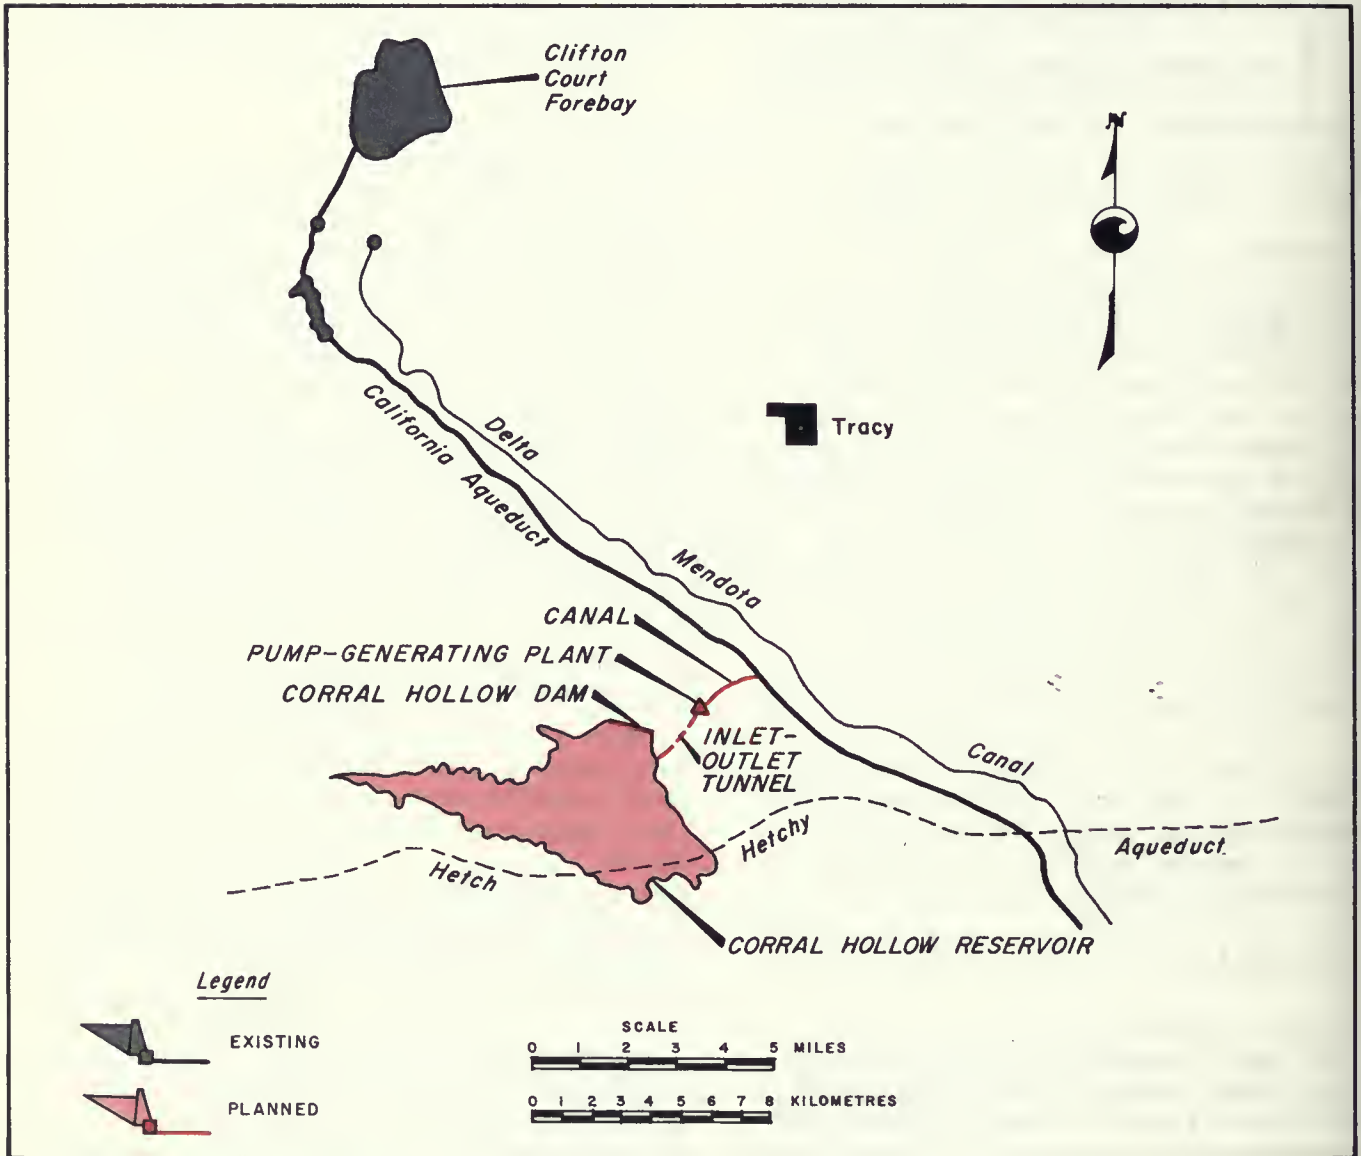 Clifton
Court
Forebay
N
Tracy
California Aqueduct
Delta
Mendota
Canal
CANAL
PUMP-GENERATING PLANT
CORRAL HOLLOW DAM
INLET-
OUTLET
TUNNEL
Hetch
Hetchy
Aqueduct
CORRAL HOLLOW RESERVOIR
Legend
EXISTING
PLANNED
SCALE
0 1 2 3 4 5 MILES
0 1 2 3 4 5 6 7 8 KILOMETRES